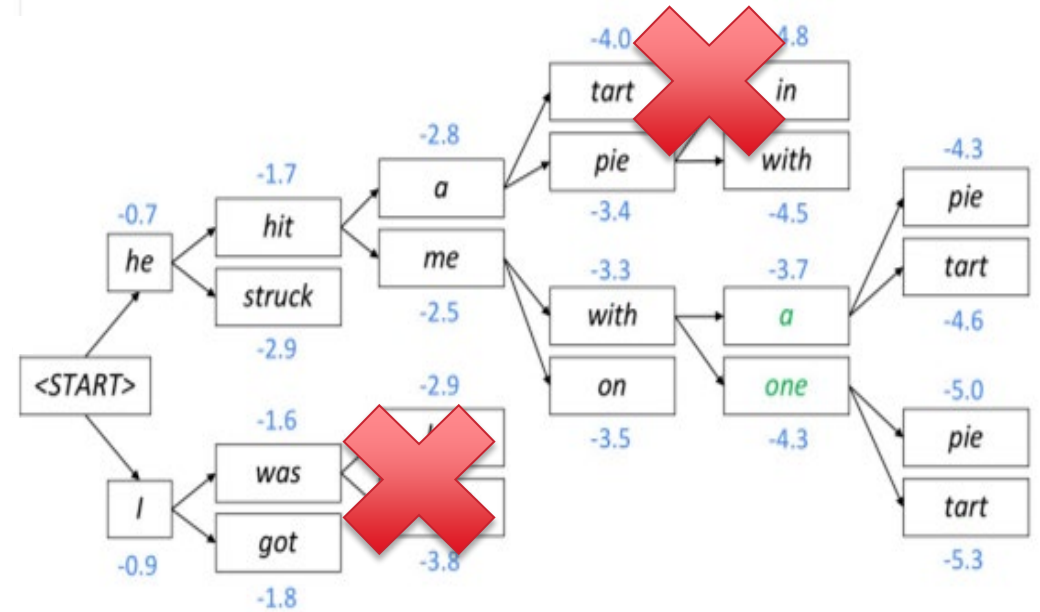 -4.0
tart
in
pie
with
-3.4
-4.5
-2.8
a
me
-2.5
-1.7
hit
struck
-2.9
-0.7
he
<START>
I
-0.9
-1.6
was
got
-1.8
-2.9
-3.8
-3.3
with
on
-3.5
-3.7
a
one
-4.3
-4.3
pie
tart
-4.6
-5.0
pie
tart
-5.3